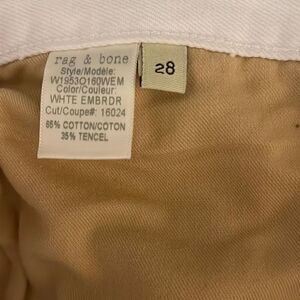 rag & bone
Style/Modèle:
W1953O160WEM
Color/Couleur:
WHTE EMBRDR
Cut/Coupe#: 16024
65% COTTON/COTON
35% TENCEL
28